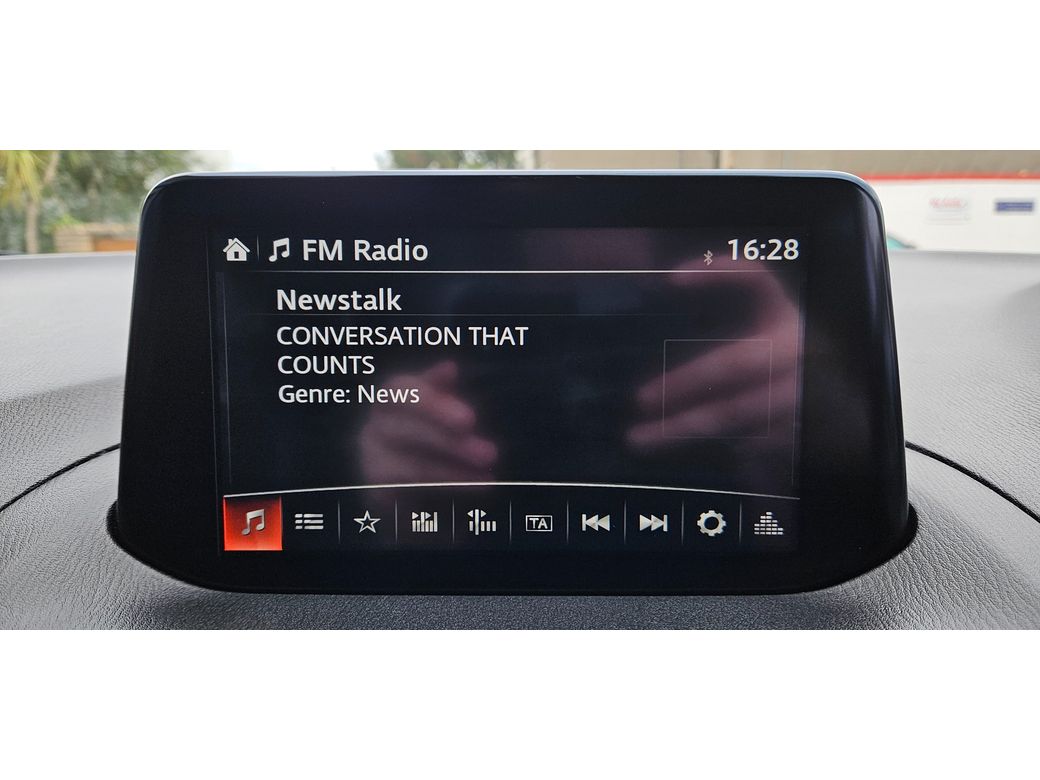 FM Radio
16:28
Newstalk
CONVERSATION THAT
COUNTS
Genre: News
TA